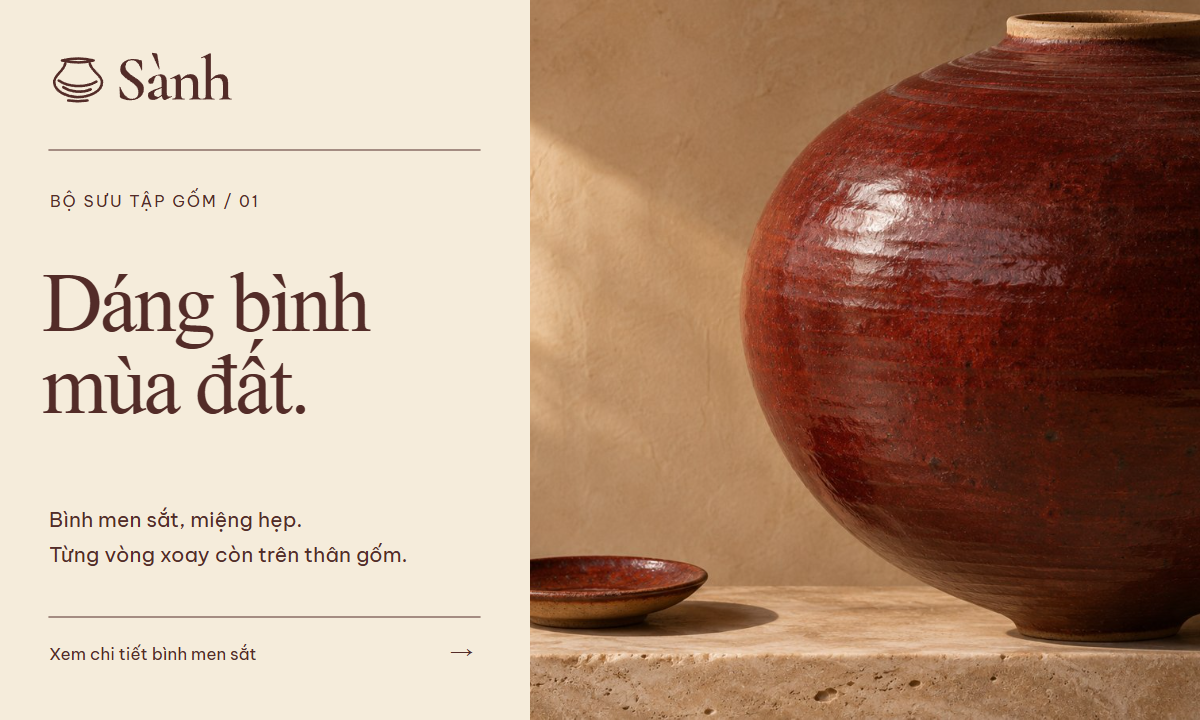 Sành
BỘ SƯU TẬP GỐM / 01
Dáng bình
mùa đất.
Bình men sắt, miệng hẹp.
Từng vòng xoay còn trên thân gốm.
Xem chi tiết bình men sắt →